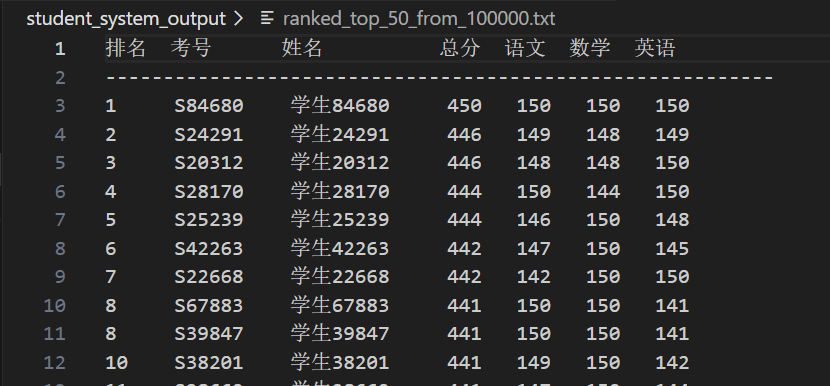 student_system_output > ranked_top_50_from_100000.txt
1 排名 考号 姓名 总分 语文 数学 英语
2 ----------------------------------------------------------------
3 1 S84680 学生84680 450 150 150 150
4 2 S24291 学生24291 446 149 148 149
5 3 S20312 学生20312 446 148 148 150
6 4 S28170 学生28170 444 150 144 150
7 5 S25239 学生25239 444 146 150 148
8 6 S42263 学生42263 442 147 150 145
9 7 S22668 学生22668 442 142 150 150
10 8 S67883 学生67883 441 150 150 141
11 8 S39847 学生39847 441 150 150 141
12 10 S38201 学生38201 441 149 150 142